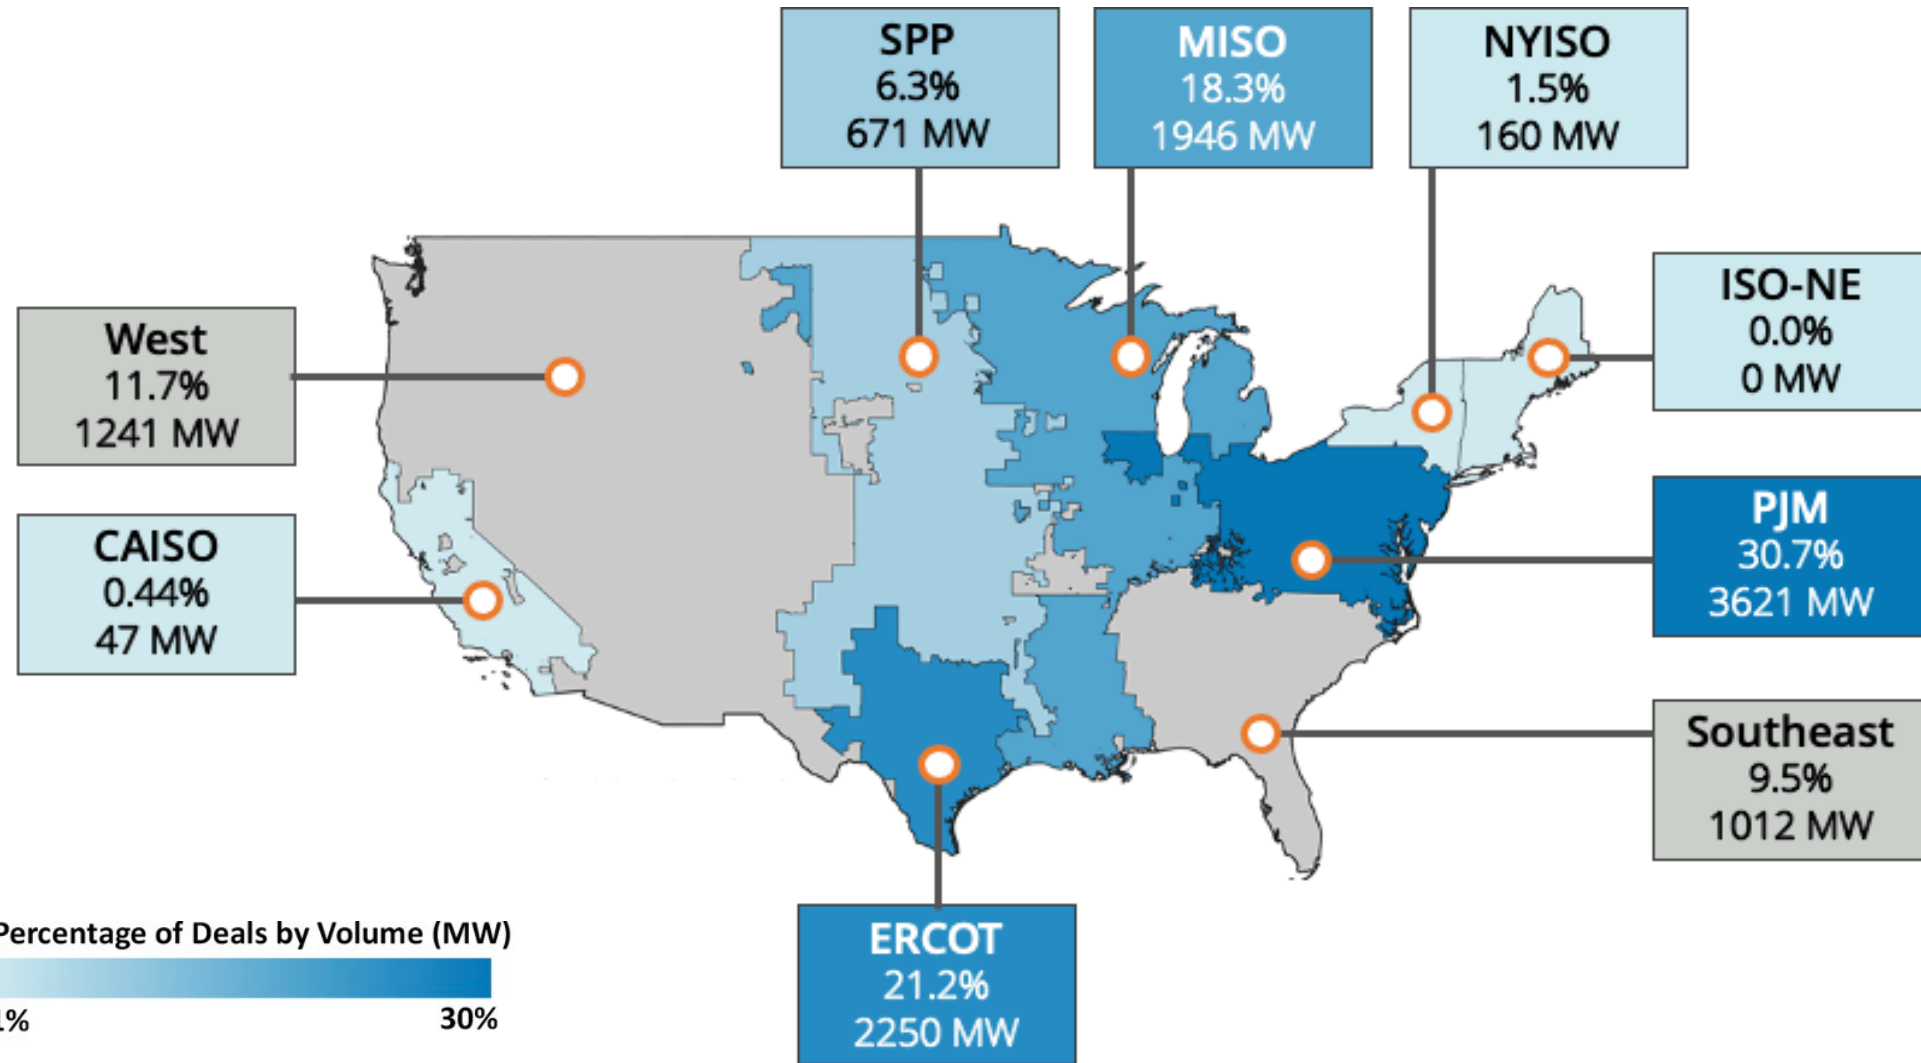 SPP
6.3%
671 MW
MISO
18.3%
1946 MW
NYISO
1.5%
160 MW
ISO-NE
0.0%
0 MW
West
11.7%
1241 MW
CAISO
0.44%
47 MW
PJM
30.7%
3621 MW
Southeast
9.5%
1012 MW
ERCOT
21.2%
2250 MW
Percentage of Deals by Volume (MW)
1%
30%